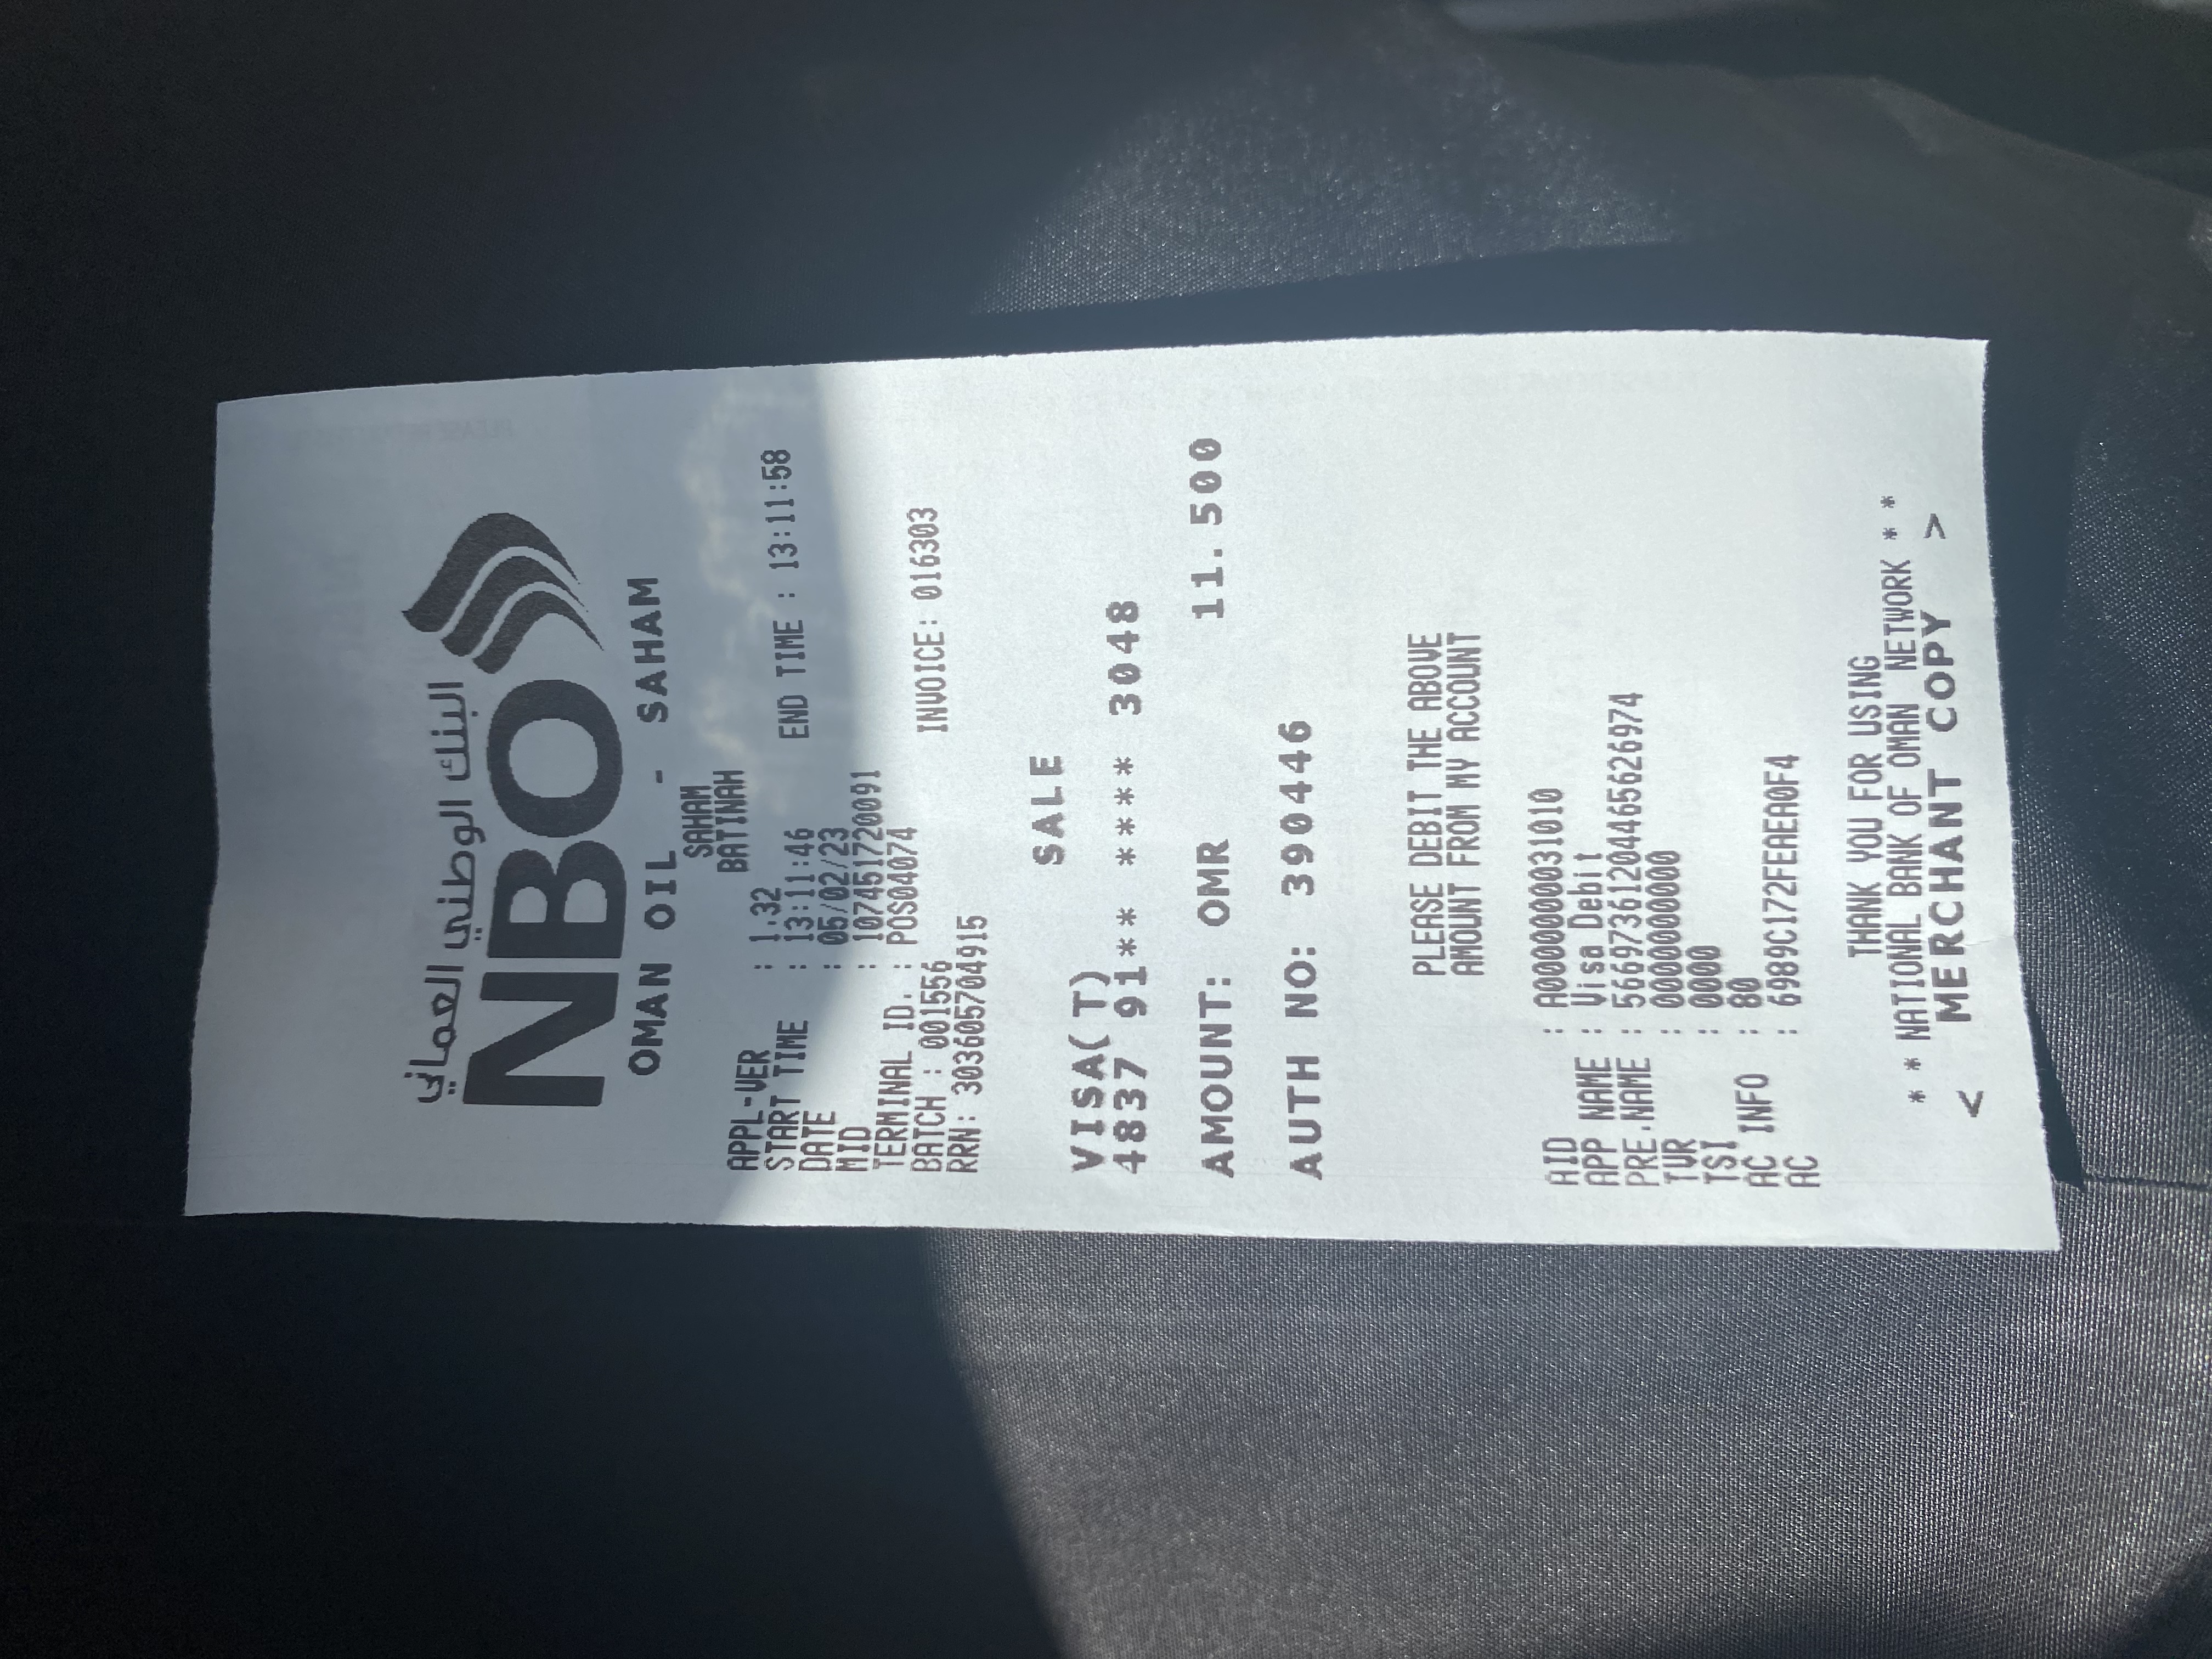 البنك الوطني العماني
NBO
OMAN OIL - SAHAM
SAHAM
BATINAH
APPL-VER : 1.32
START TIME : 13:11:46 END TIME : 13:11:58
DATE : 05/02/23
MID : 1074517200091
TERMINAL ID. : POS04074
BATCH : 001556 INVOICE: 016303
RRN: 303605704915
SALE
VISA( T)
4837 91** **** 3048
AMOUNT: OMR 11.500
AUTH NO: 390446
PLEASE DEBIT THE ABOVE
AMOUNT FROM MY ACCOUNT
AID : A0000000031010
APP NAME : Visa Debit
PRE.NAME : 56697361204465626974
TVR : 0000000000
TSI : 0000
AC INFO : 80
AC : 6989C172FEAEA0F4
THANK YOU FOR USING
* * NATIONAL BANK OF OMAN NETWORK * *
< MERCHANT COPY >